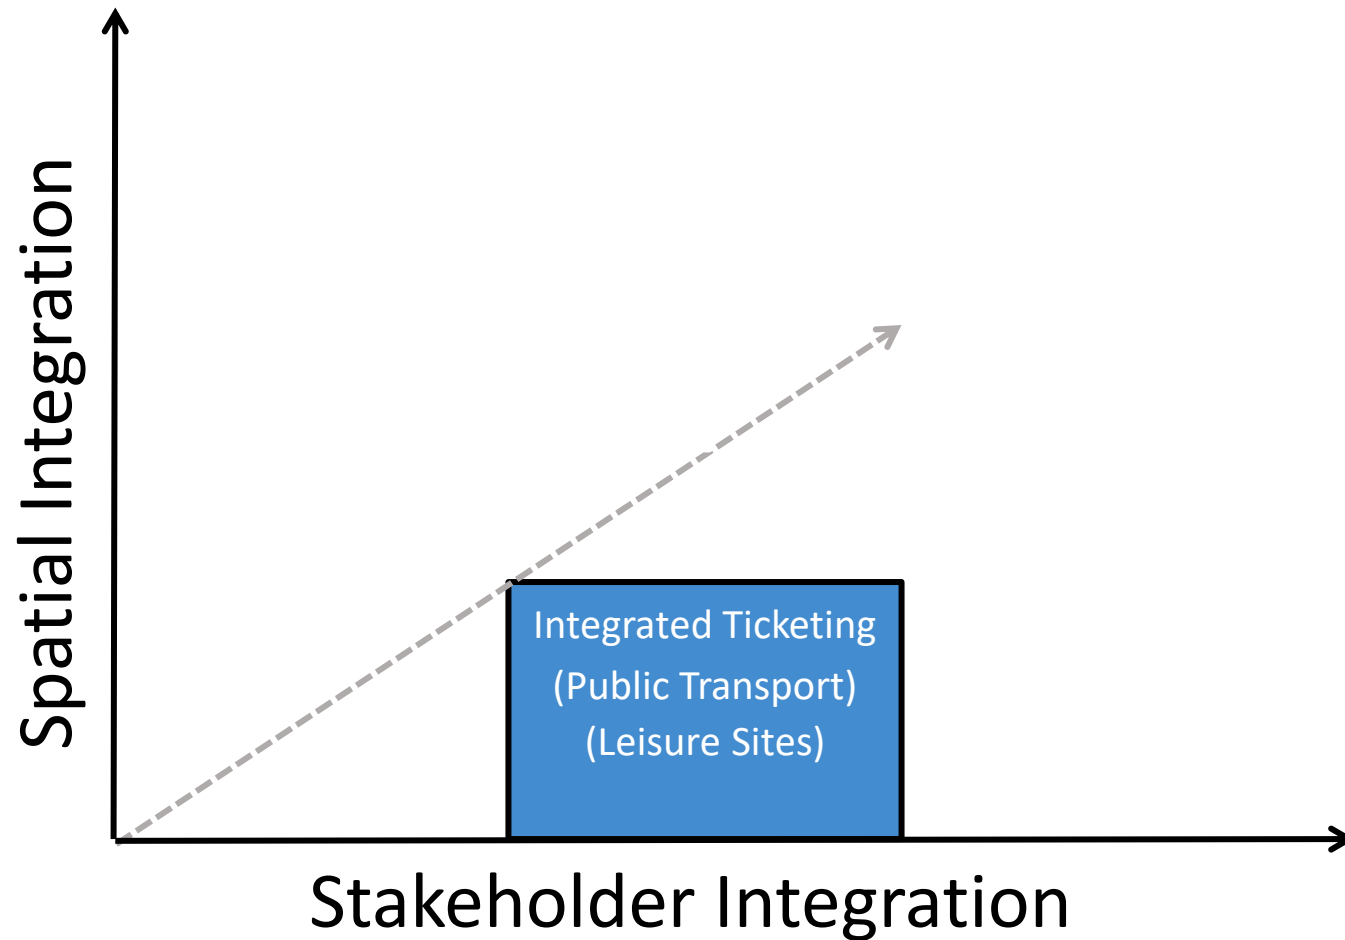 Spatial Integration
Integrated Ticketing
(Public Transport)
(Leisure Sites)
Stakeholder Integration